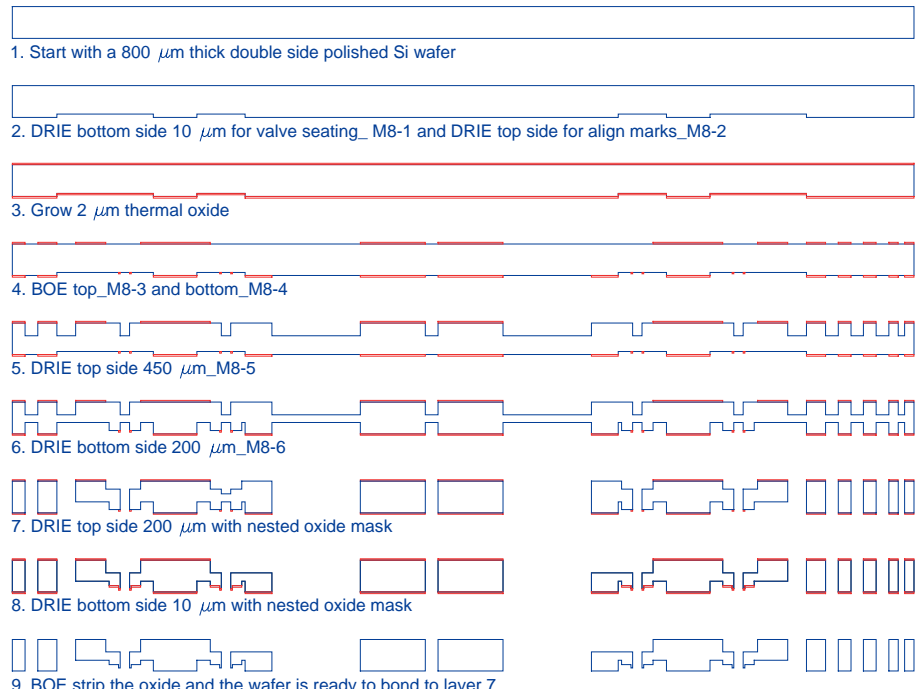 1. Start with a 800 μm thick double side polished Si wafer
2. DRIE bottom side 10 μm for valve seating_ M8-1 and DRIE top side for align marks_M8-2
3. Grow 2 μm thermal oxide
4. BOE top_M8-3 and bottom_M8-4
5. DRIE top side 450 μm_M8-5
6. DRIE bottom side 200 μm_M8-6
7. DRIE top side 200 μm with nested oxide mask
8. DRIE bottom side 10 μm with nested oxide mask
9. BOE strip the oxide and the wafer is ready to bond to layer 7